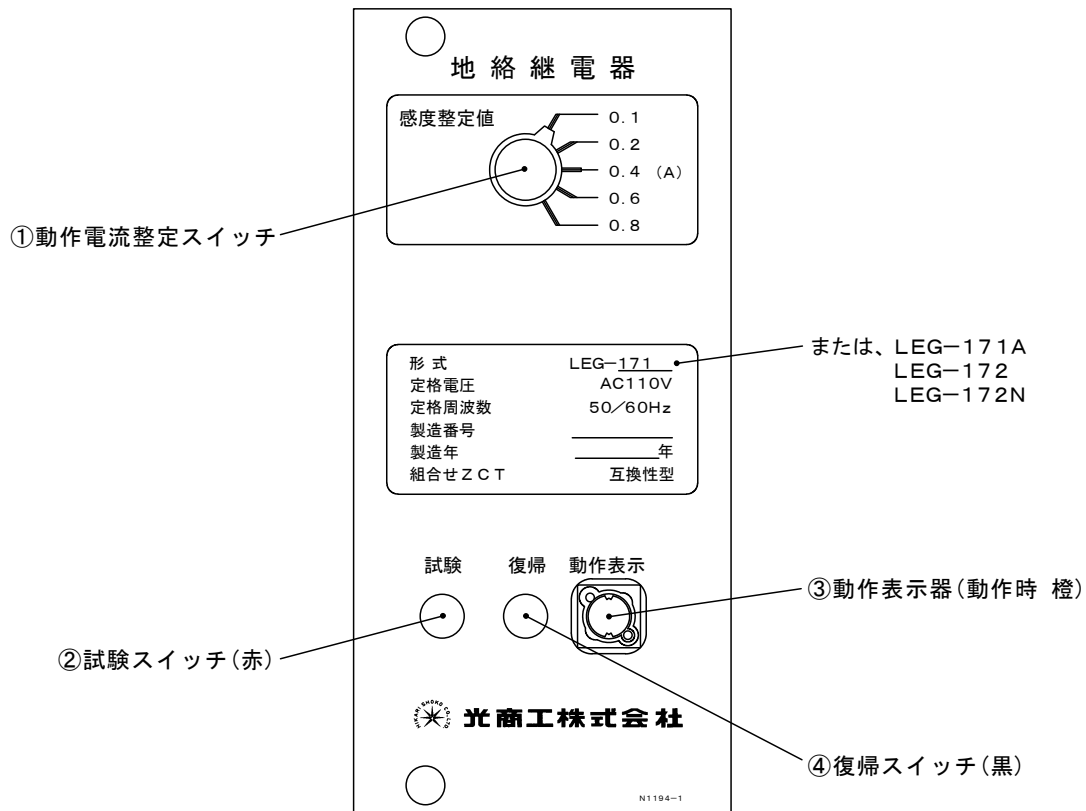 地絡継電器
感度整定値
0.1
0.2
0.4 (A)
0.6
0.8
①動作電流整定スイッチ
形式 LEG-171
定格電圧 AC110V
定格周波数 50/60Hz
製造番号
製造年 年
組合せZCT 互換性型
または、LEG-171A
LEG-172
LEG-172N
試験 復帰 動作表示
③動作表示器(動作時 橙)
②試験スイッチ(赤)
HIKARI SHOKO CO.,LTD.
光商工株式会社
④復帰スイッチ(黒)
N1194-1